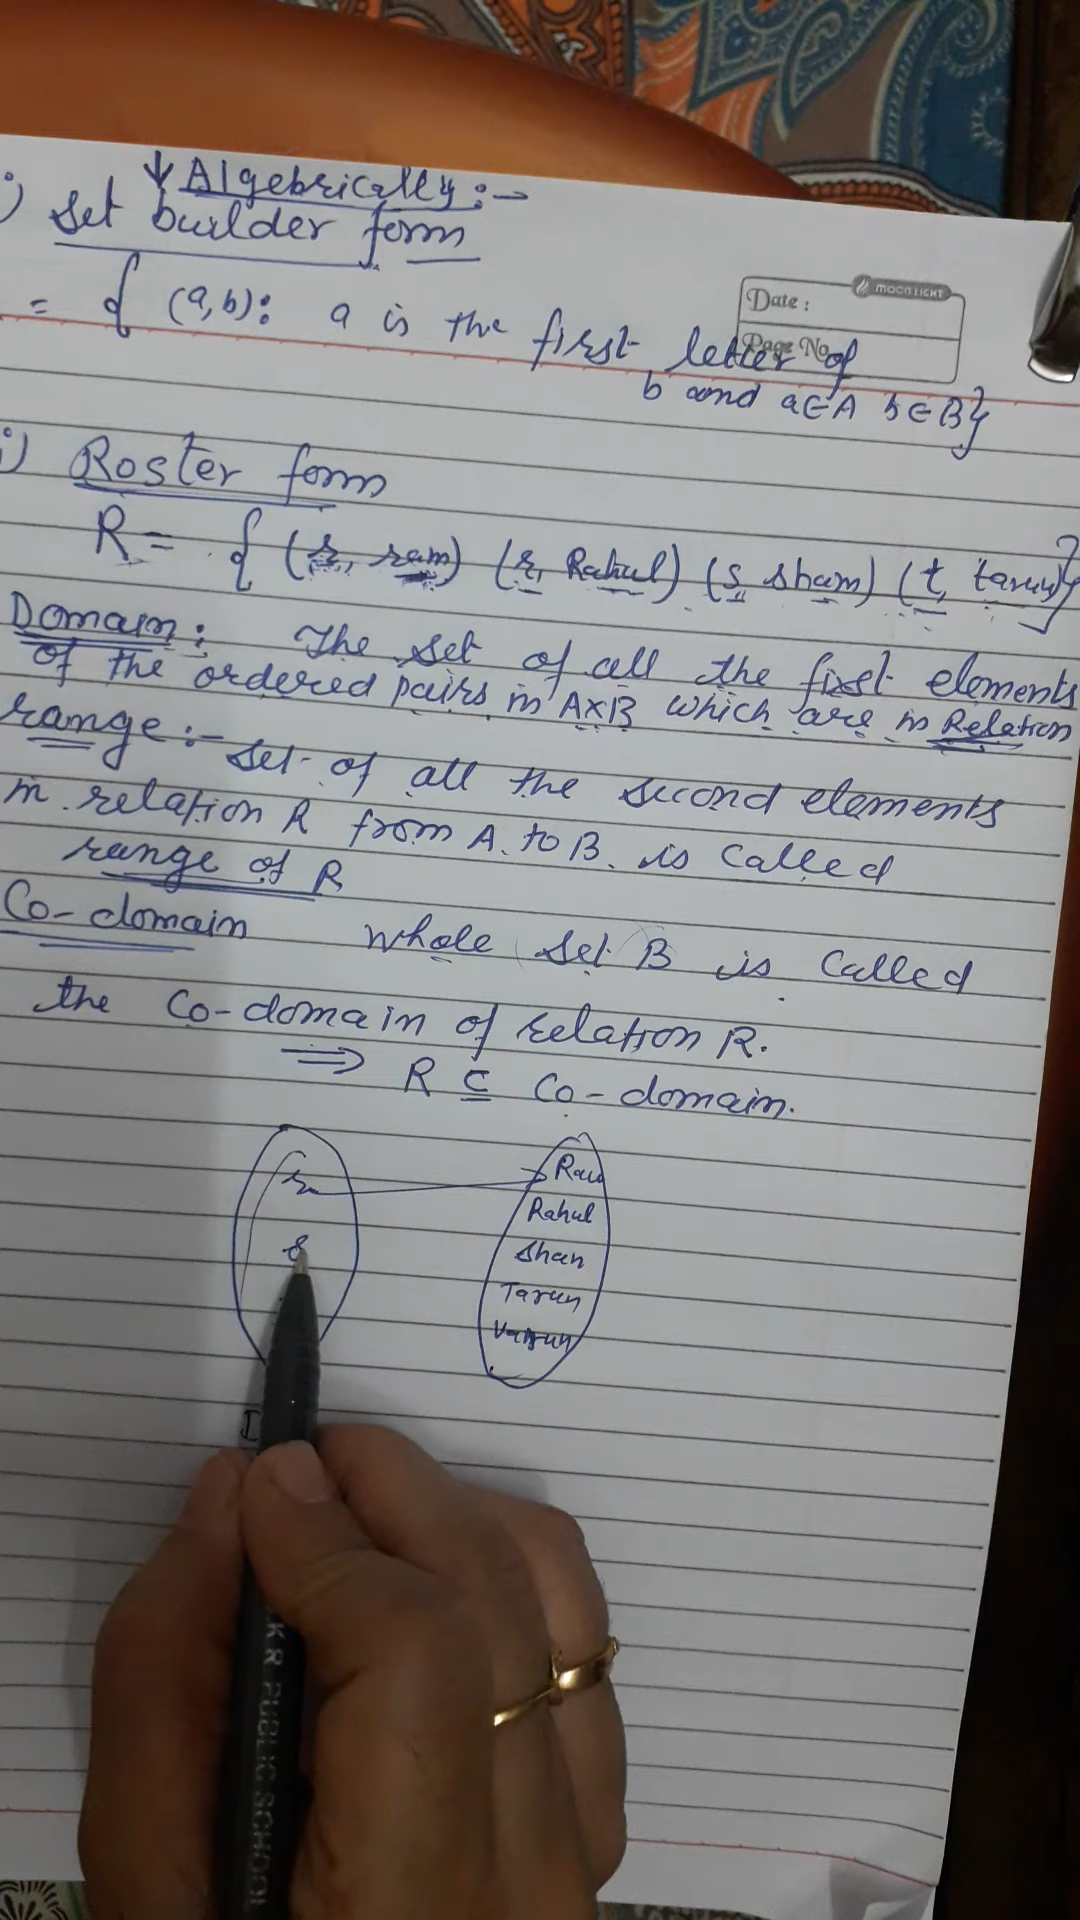 ↓ Algebrically :-
i) Set builder form
= { (a,b): a is the first letter of
b and a∈A b∈B}
MOONLIGHT
Date :
Page No
i) Roster form
R = { (r, ram) (r, Rahul) (s, sham) (t, tarun)}
Domain : The set of all the first elements
of the ordered pairs in A×B which are in Relation
range :- Set of all the second elements
in relation R from A to B is called
range of R
Co-domain whole set B is called
the Co-domain of relation R.
⇒ R ⊆ Co-domain.
r Ram
Rahul
s Shan
Tarun
Varun
D
K R PUBLIC SCHOOL